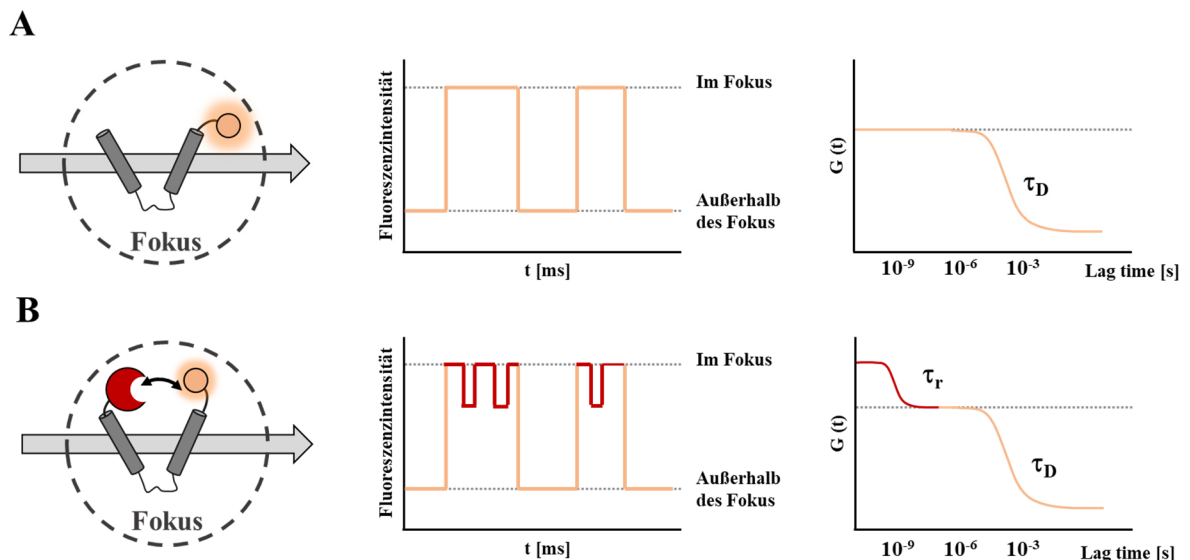 A
Fokus
Fluoreszenzintensität
Im Fokus
Außerhalb
des Fokus
t [ms]
G (t)
τD
10-9
10-6
10-3
Lag time [s]
B
Fokus
Fluoreszenzintensität
Im Fokus
Außerhalb
des Fokus
t [ms]
G (t)
τr
τD
10-9
10-6
10-3
Lag time [s]